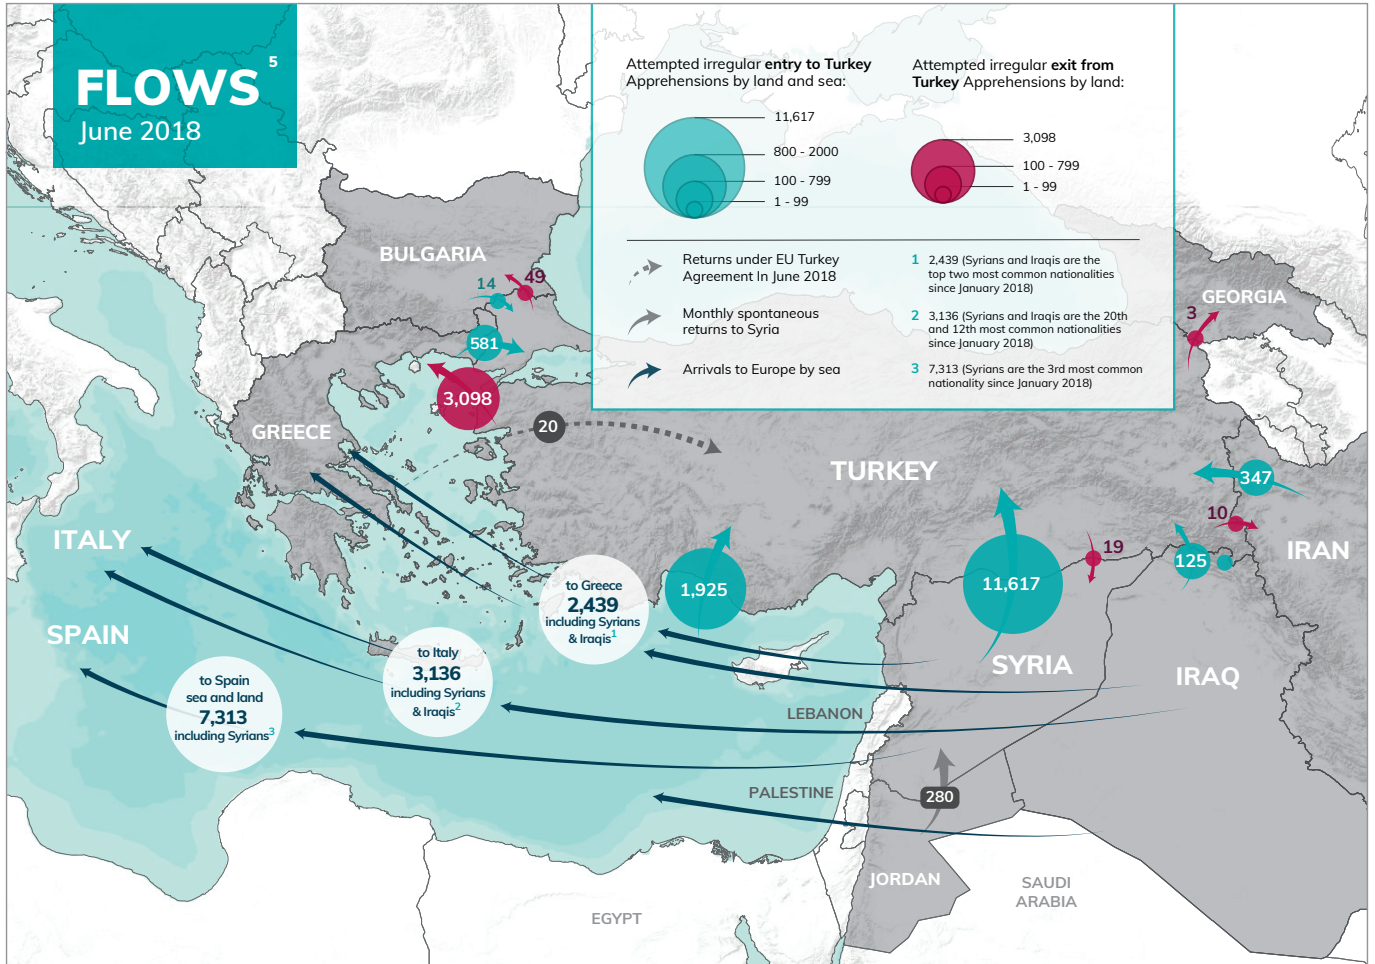 FLOWS 5
June 2018
Attempted irregular entry to Turkey
Apprehensions by land and sea:
11,617
800 - 2000
100 - 799
1 - 99
Attempted irregular exit from
Turkey Apprehensions by land:
3,098
100 - 799
1 - 99
Returns under EU Turkey
Agreement In June 2018
Monthly spontaneous
returns to Syria
Arrivals to Europe by sea
1 2,439 (Syrians and Iraqis are the
top two most common nationalities
since January 2018)
2 3,136 (Syrians and Iraqis are the 20th
and 12th most common nationalities
since January 2018)
3 7,313 (Syrians are the 3rd most common
nationality since January 2018)
BULGARIA
14
49
581
3,098
GREECE
20
TURKEY
GEORGIA
3
347
10
IRAN
19
125
11,617
1,925
ITALY
SPAIN
to Greece
2,439
including Syrians
& Iraqis1
to Italy
3,136
including Syrians
& Iraqis2
to Spain
sea and land
7,313
including Syrians3
SYRIA
IRAQ
LEBANON
PALESTINE
280
JORDAN
SAUDI
ARABIA
EGYPT